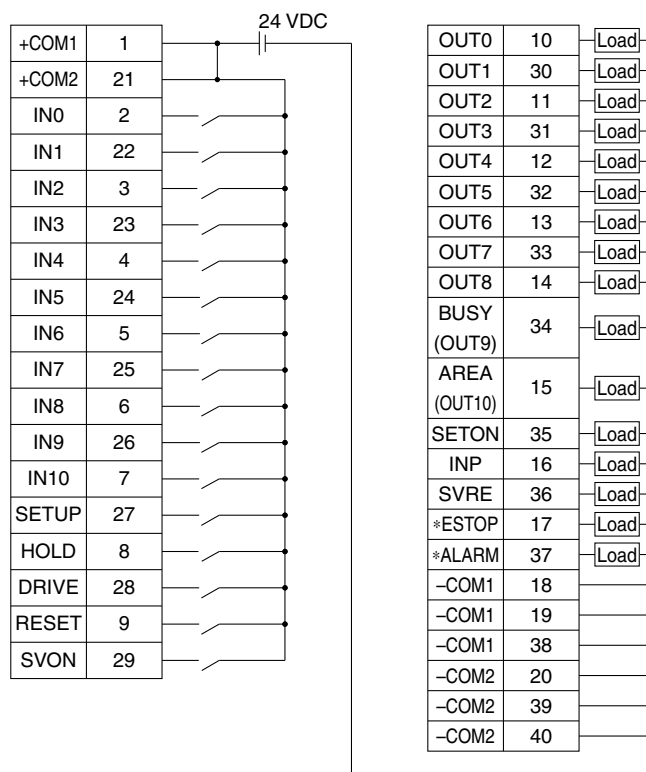 24 VDC
+COM1 1
+COM2 21
IN0 2
IN1 22
IN2 3
IN3 23
IN4 4
IN5 24
IN6 5
IN7 25
IN8 6
IN9 26
IN10 7
SETUP 27
HOLD 8
DRIVE 28
RESET 9
SVON 29
OUT0 10 Load
OUT1 30 Load
OUT2 11 Load
OUT3 31 Load
OUT4 12 Load
OUT5 32 Load
OUT6 13 Load
OUT7 33 Load
OUT8 14 Load
BUSY
(OUT9) 34 Load
AREA
(OUT10) 15 Load
SETON 35 Load
INP 16 Load
SVRE 36 Load
*ESTOP 17 Load
*ALARM 37 Load
–COM1 18
–COM1 19
–COM1 38
–COM2 20
–COM2 39
–COM2 40